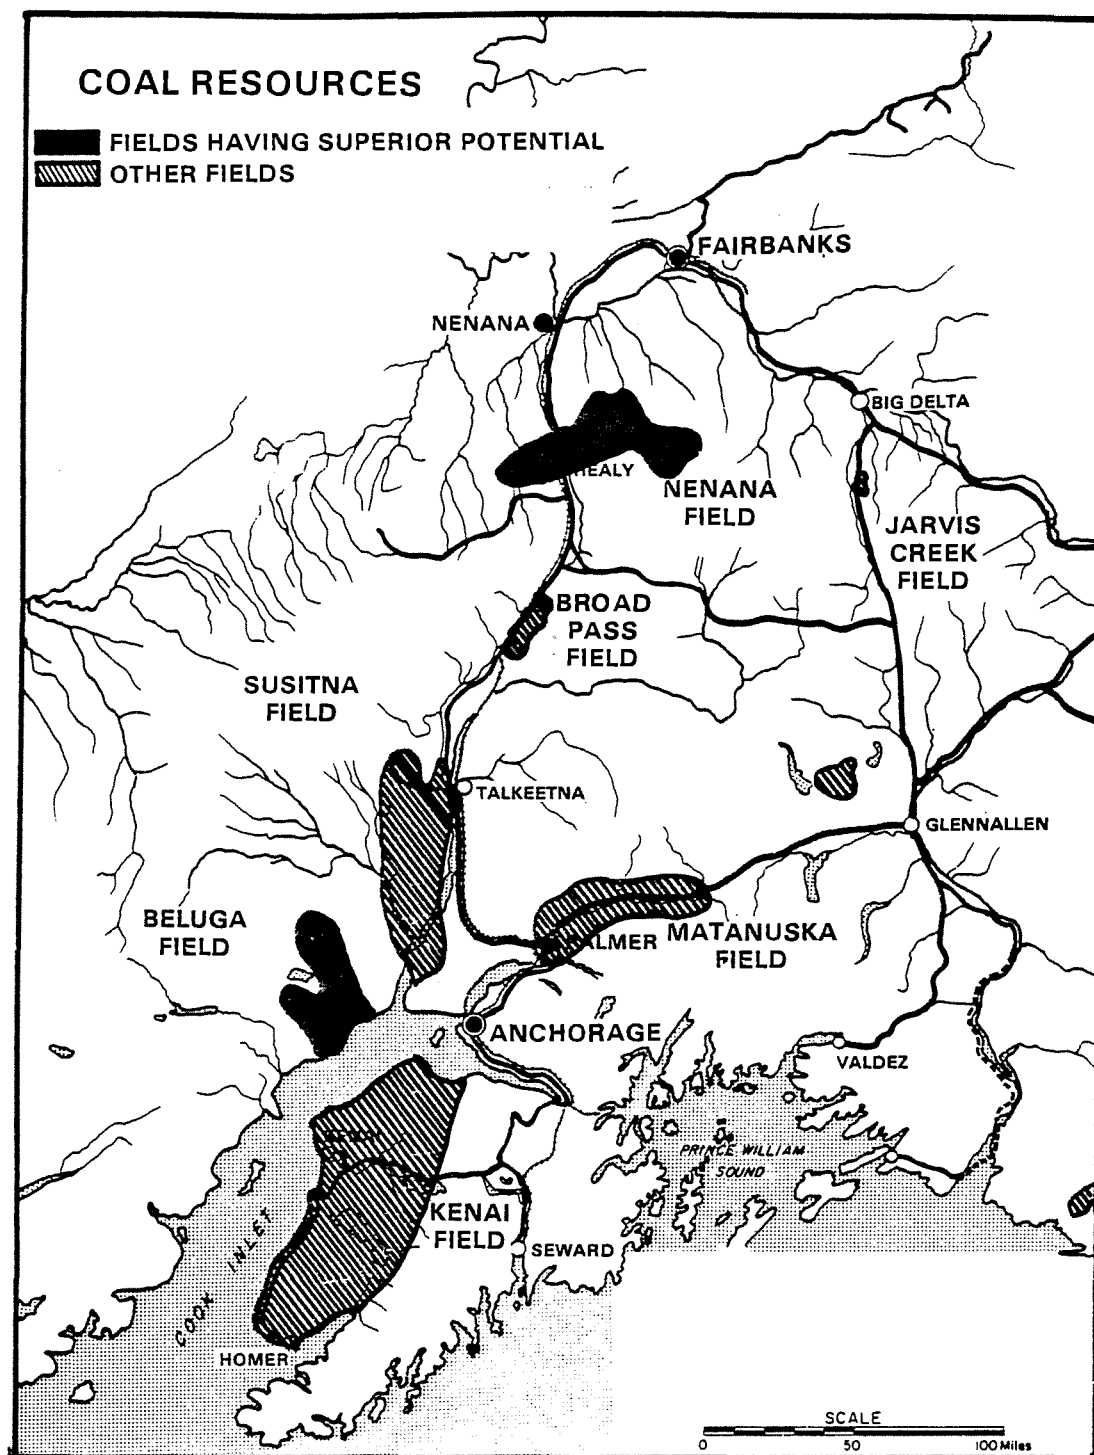 COAL RESOURCES
FIELDS HAVING SUPERIOR POTENTIAL
OTHER FIELDS
FAIRBANKS
NENANA
BIG DELTA
HEALY
NENANA
FIELD
JARVIS
CREEK
FIELD
BROAD
PASS
FIELD
SUSITNA
FIELD
TALKEETNA
GLENNALLEN
BELUGA
FIELD
PALMER
MATANUSKA
FIELD
ANCHORAGE
VALDEZ
PRINCE WILLIAM
SOUND
KENAI
FIELD
SEWARD
COOK INLET
HOMER
SCALE
0 50 100 Miles